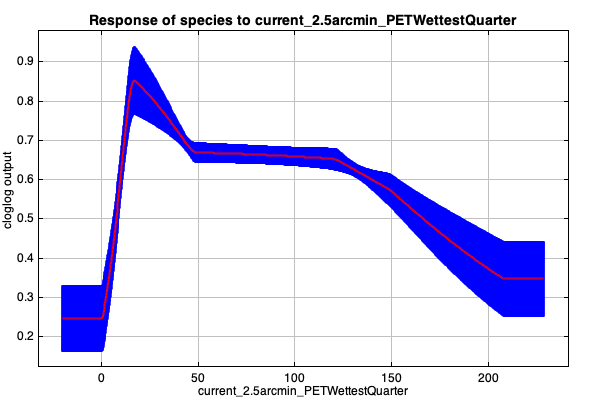 Response of species to current_2.5arcmin_PETWettestQuarter
0.9
0.8
0.7
0.6
0.5
0.4
0.3
0.2
cloglog output
0 50 100 150 200
current_2.5arcmin_PETWettestQuarter